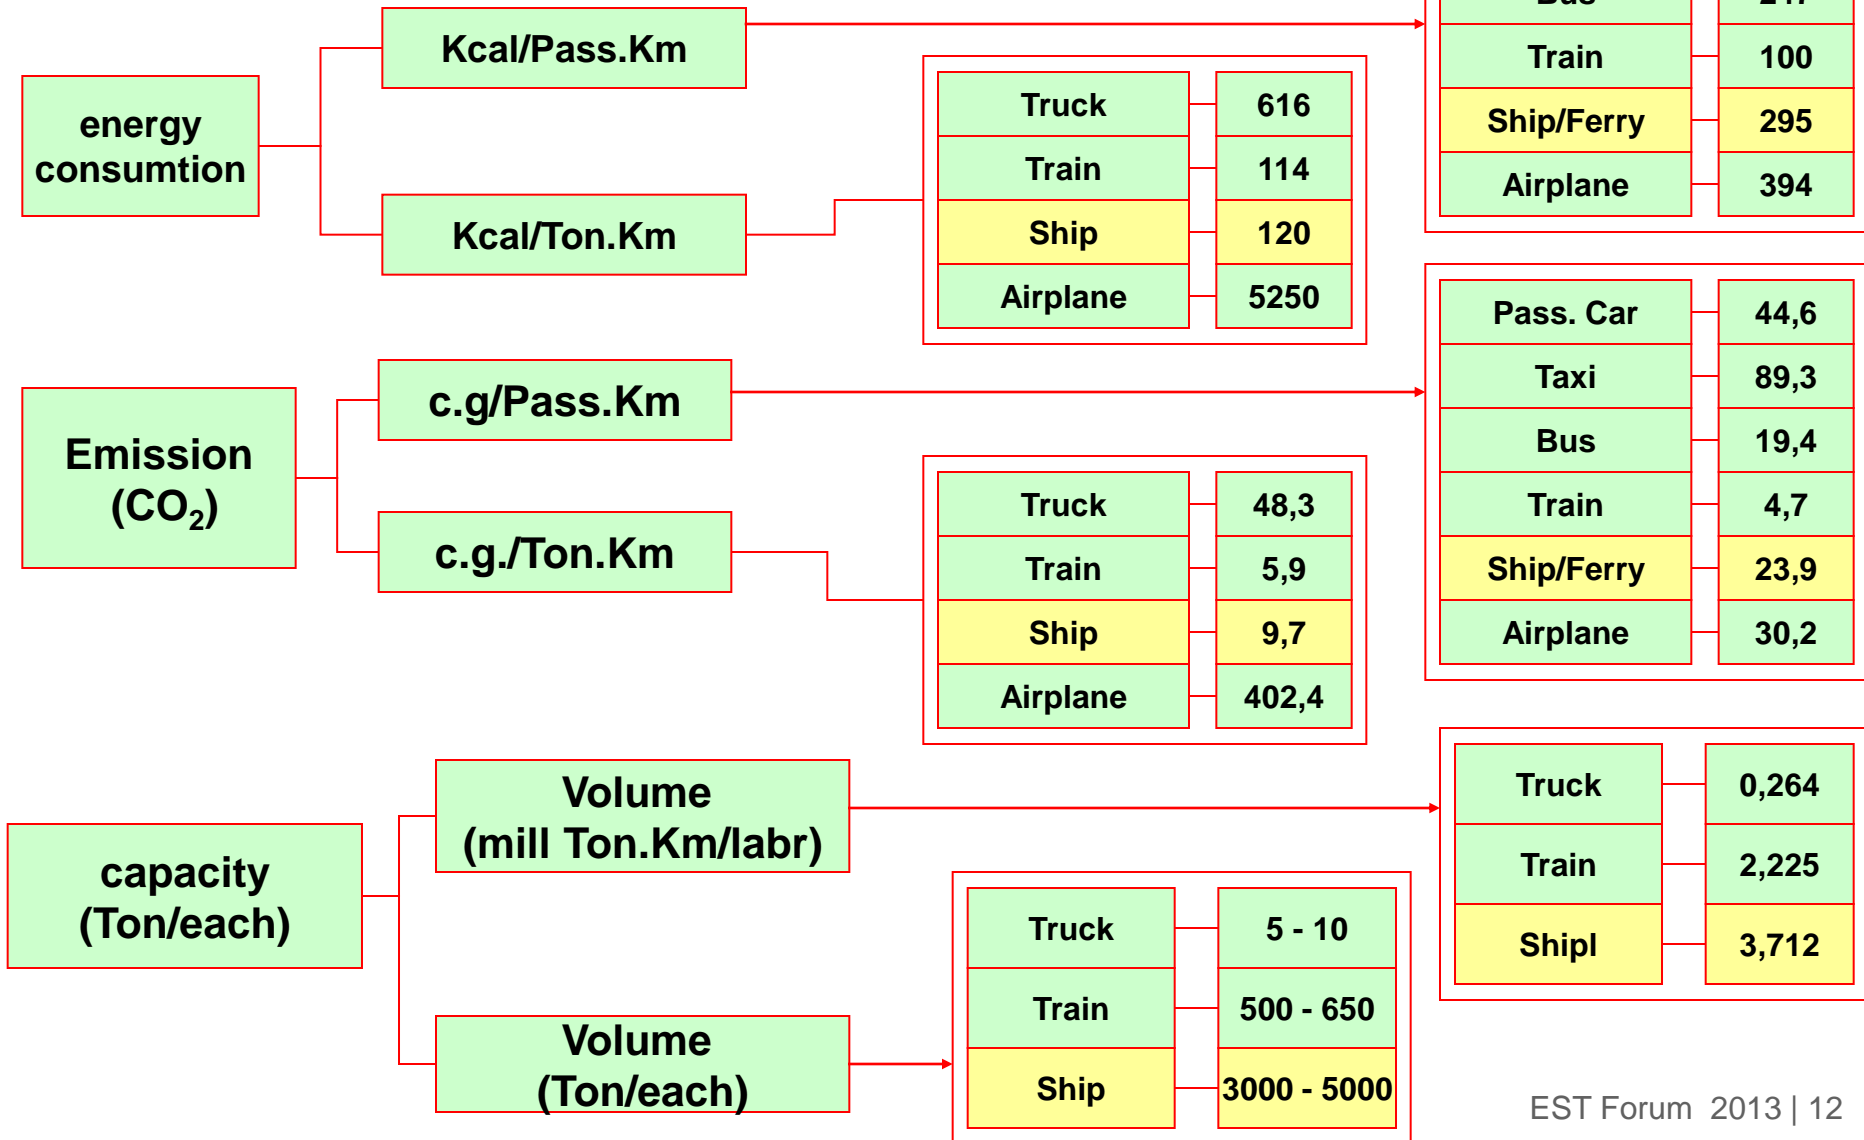 Kcal/Pass.Km
energy
consumtion
Kcal/Ton.Km
Truck 616
Train 114
Ship 120
Airplane 5250
Bus
Train 100
Ship/Ferry 295
Airplane 394
Emission
(CO₂)
c.g/Pass.Km
c.g./Ton.Km
Truck 48,3
Train 5,9
Ship 9,7
Airplane 402,4
Pass. Car 44,6
Taxi 89,3
Bus 19,4
Train 4,7
Ship/Ferry 23,9
Airplane 30,2
capacity
(Ton/each)
Volume
(mill Ton.Km/labr)
Volume
(Ton/each)
Truck 5 - 10
Train 500 - 650
Ship 3000 - 5000
Truck 0,264
Train 2,225
Shipl 3,712
EST Forum 2013 | 12